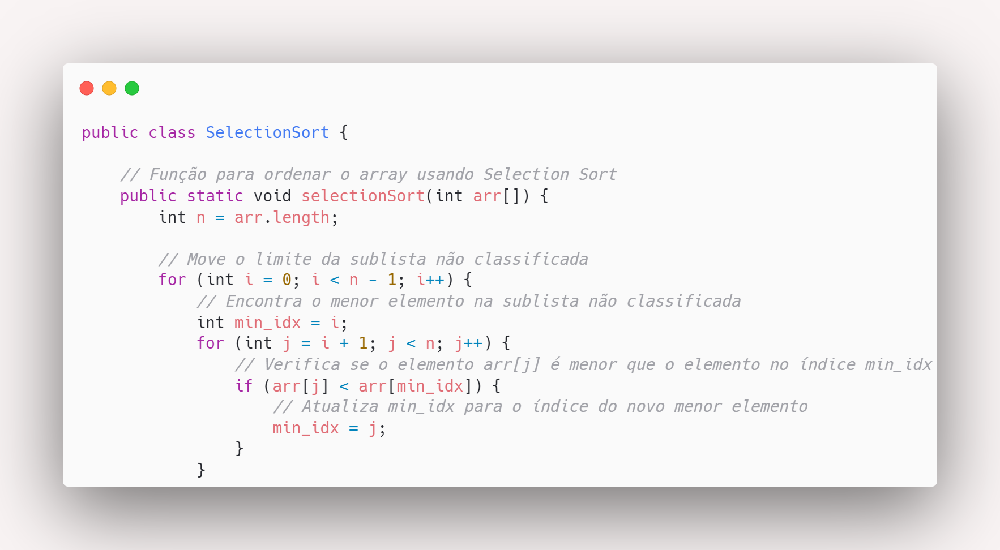 public class SelectionSort {
// Função para ordenar o array usando Selection Sort
public static void selectionSort(int arr[]) {
int n = arr.length;
// Move o limite da sublista não classificada
for (int i = 0; i < n - 1; i++) {
// Encontra o menor elemento na sublista não classificada
int min_idx = i;
for (int j = i + 1; j < n; j++) {
// Verifica se o elemento arr[j] é menor que o elemento no índice min_idx
if (arr[j] < arr[min_idx]) {
// Atualiza min_idx para o índice do novo menor elemento
min_idx = j;
}
}